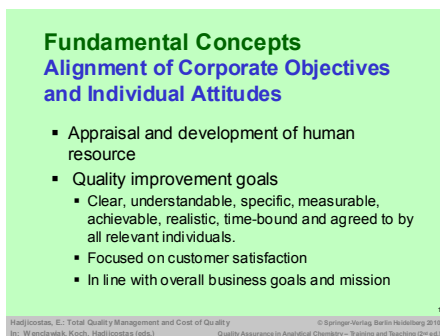 Fundamental Concepts
Alignment of Corporate Objectives
and Individual Attitudes
▪ Appraisal and development of human
resource
▪ Quality improvement goals
▪ Clear, understandable, specific, measurable,
achievable, realistic, time-bound and agreed to by
all relevant individuals.
▪ Focused on customer satisfaction
▪ In line with overall business goals and mission
Hadjicostas, E.: Total Quality Management and Cost of Quality © Springer-Verlag Berlin Heidelberg 2010
In: Wenclawiak, Koch, Hadjicostas (eds.) Quality Assurance in Analytical Chemistry – Training and Teaching (2nd ed.)